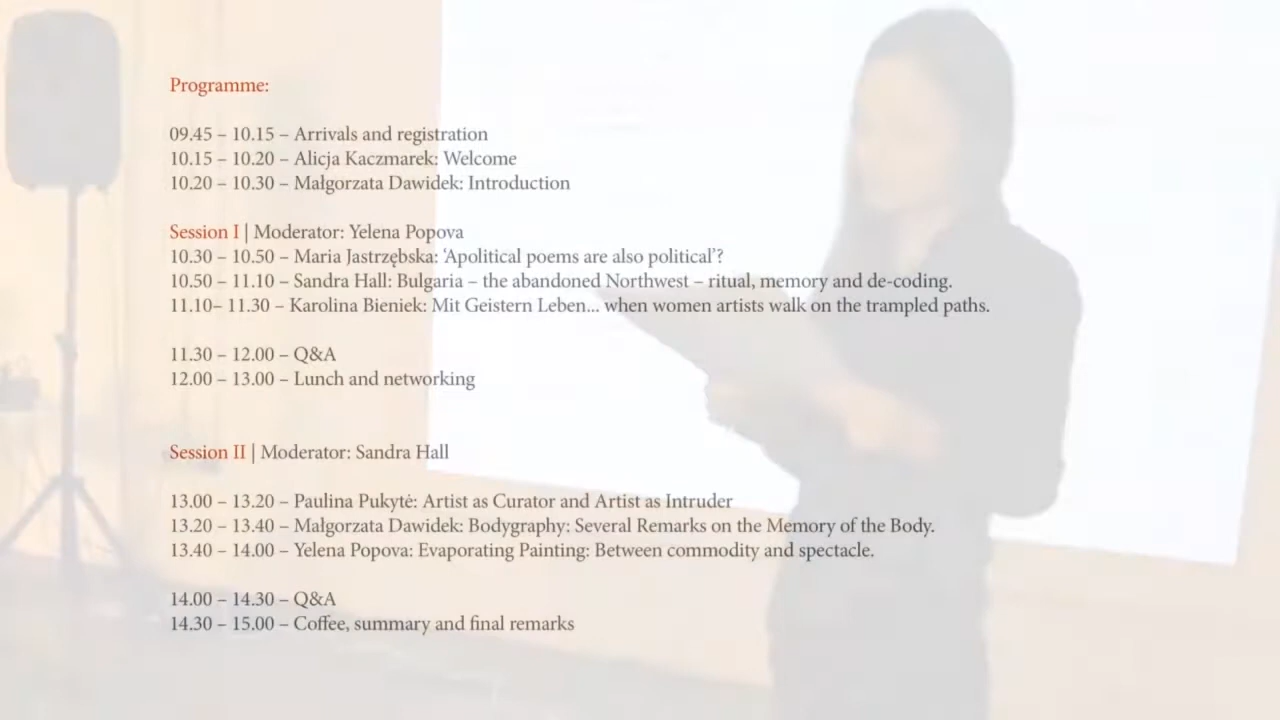 Programme:
09.45 – 10.15 – Arrivals and registration
10.15 – 10.20 – Alicja Kaczmarek: Welcome
10.20 – 10.30 – Małgorzata Dawidek: Introduction
Session I | Moderator: Yelena Popova
10.30 – 10.50 – Maria Jastrzębska: ‘Apolitical poems are also political’?
10.50 – 11.10 – Sandra Hall: Bulgaria – the abandoned Northwest – ritual, memory and de-coding.
11.10– 11.30 – Karolina Bieniek: Mit Geistern Leben... when women artists walk on the trampled paths.
11.30 – 12.00 – Q&A
12.00 – 13.00 – Lunch and networking
Session II | Moderator: Sandra Hall
13.00 – 13.20 – Paulina Pukytė: Artist as Curator and Artist as Intruder
13.20 – 13.40 – Małgorzata Dawidek: Bodygraphy: Several Remarks on the Memory of the Body.
13.40 – 14.00 – Yelena Popova: Evaporating Painting: Between commodity and spectacle.
14.00 – 14.30 – Q&A
14.30 – 15.00 – Coffee, summary and final remarks